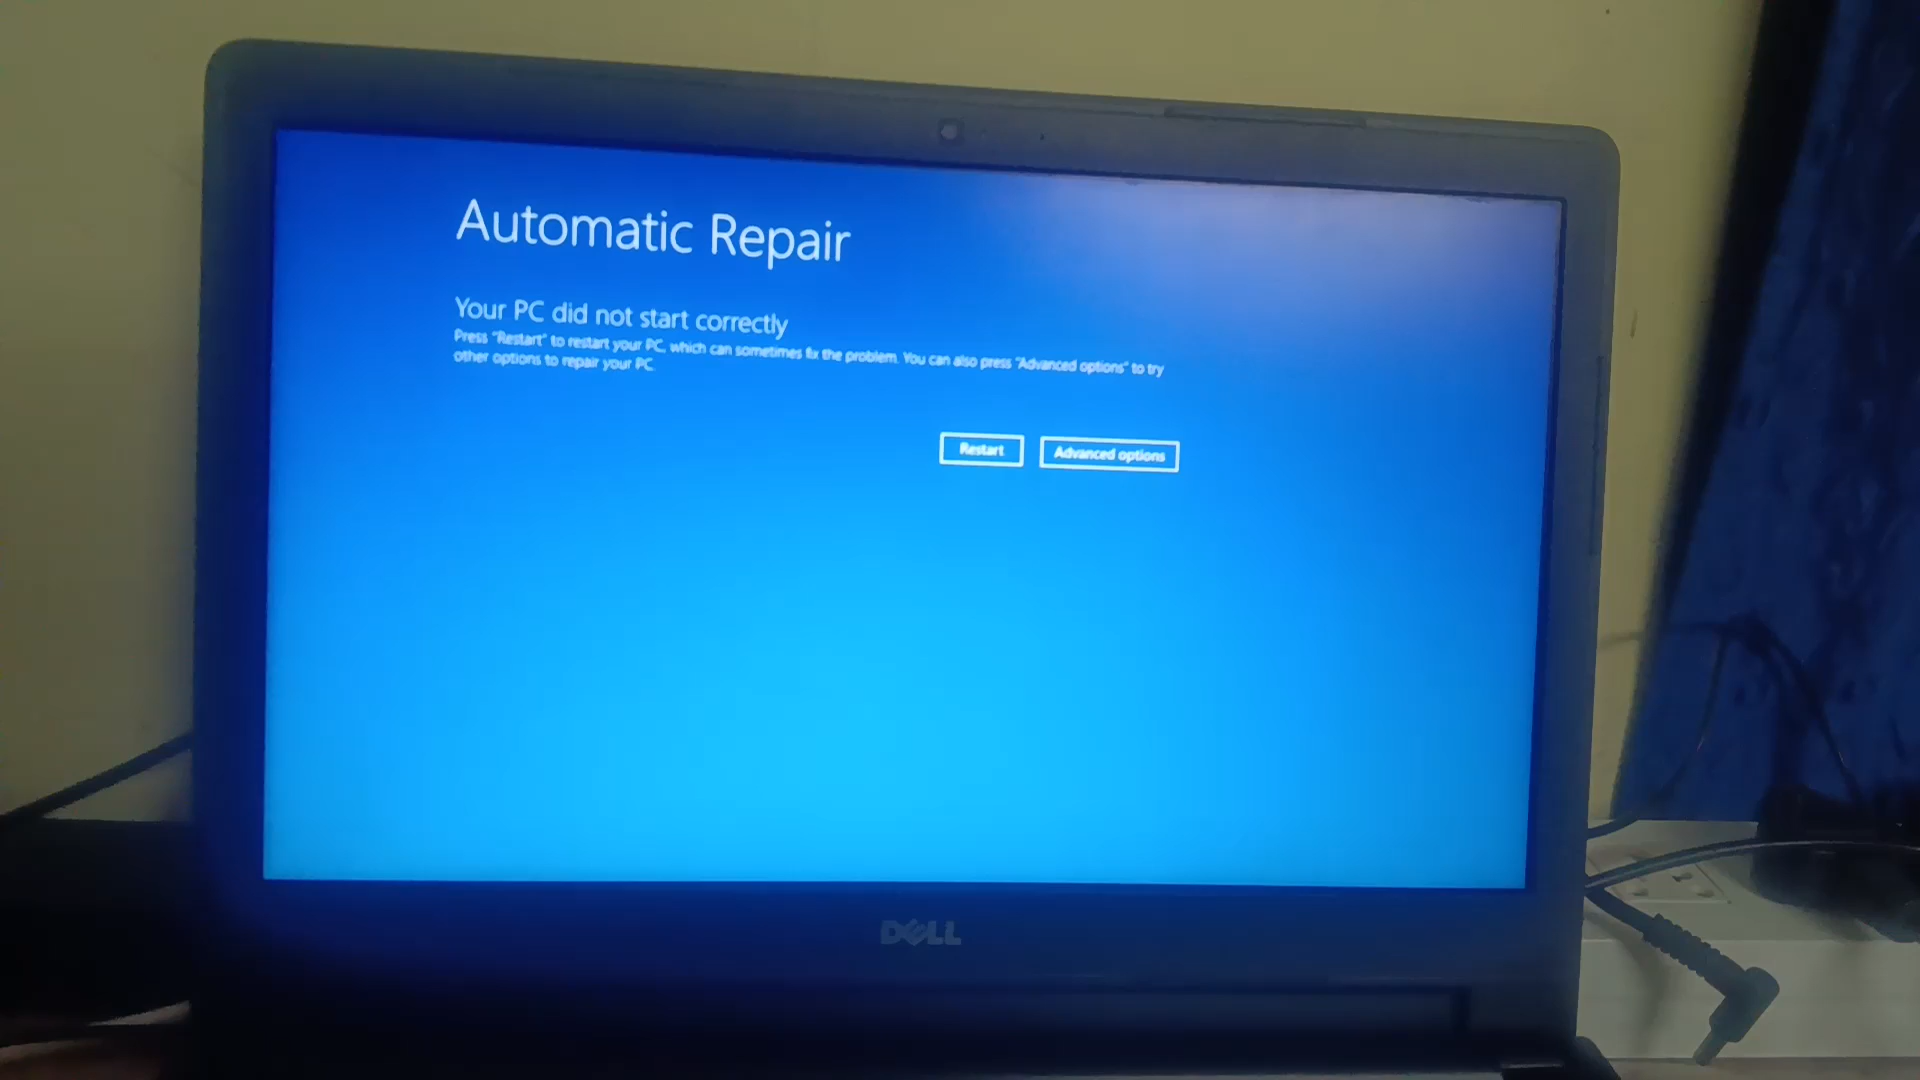 Automatic Repair
Your PC did not start correctly
Press "Restart" to restart your PC, which can sometimes fix the problem. You can also press "Advanced options" to try
other options to repair your PC.
Restart
Advanced options
DELL